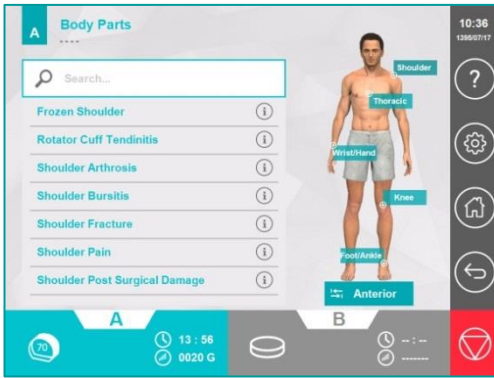 A
Body Parts
10:36
1395/07/17
Search...
Frozen Shoulder
Rotator Cuff Tendinitis
Shoulder Arthrosis
Shoulder Bursitis
Shoulder Fracture
Shoulder Pain
Shoulder Post Surgical Damage
Shoulder
Thoracic
Wrist/Hand
Knee
Foot/Ankle
Anterior
?
A
70
13 : 56
0020 G
B
-- : --
-------